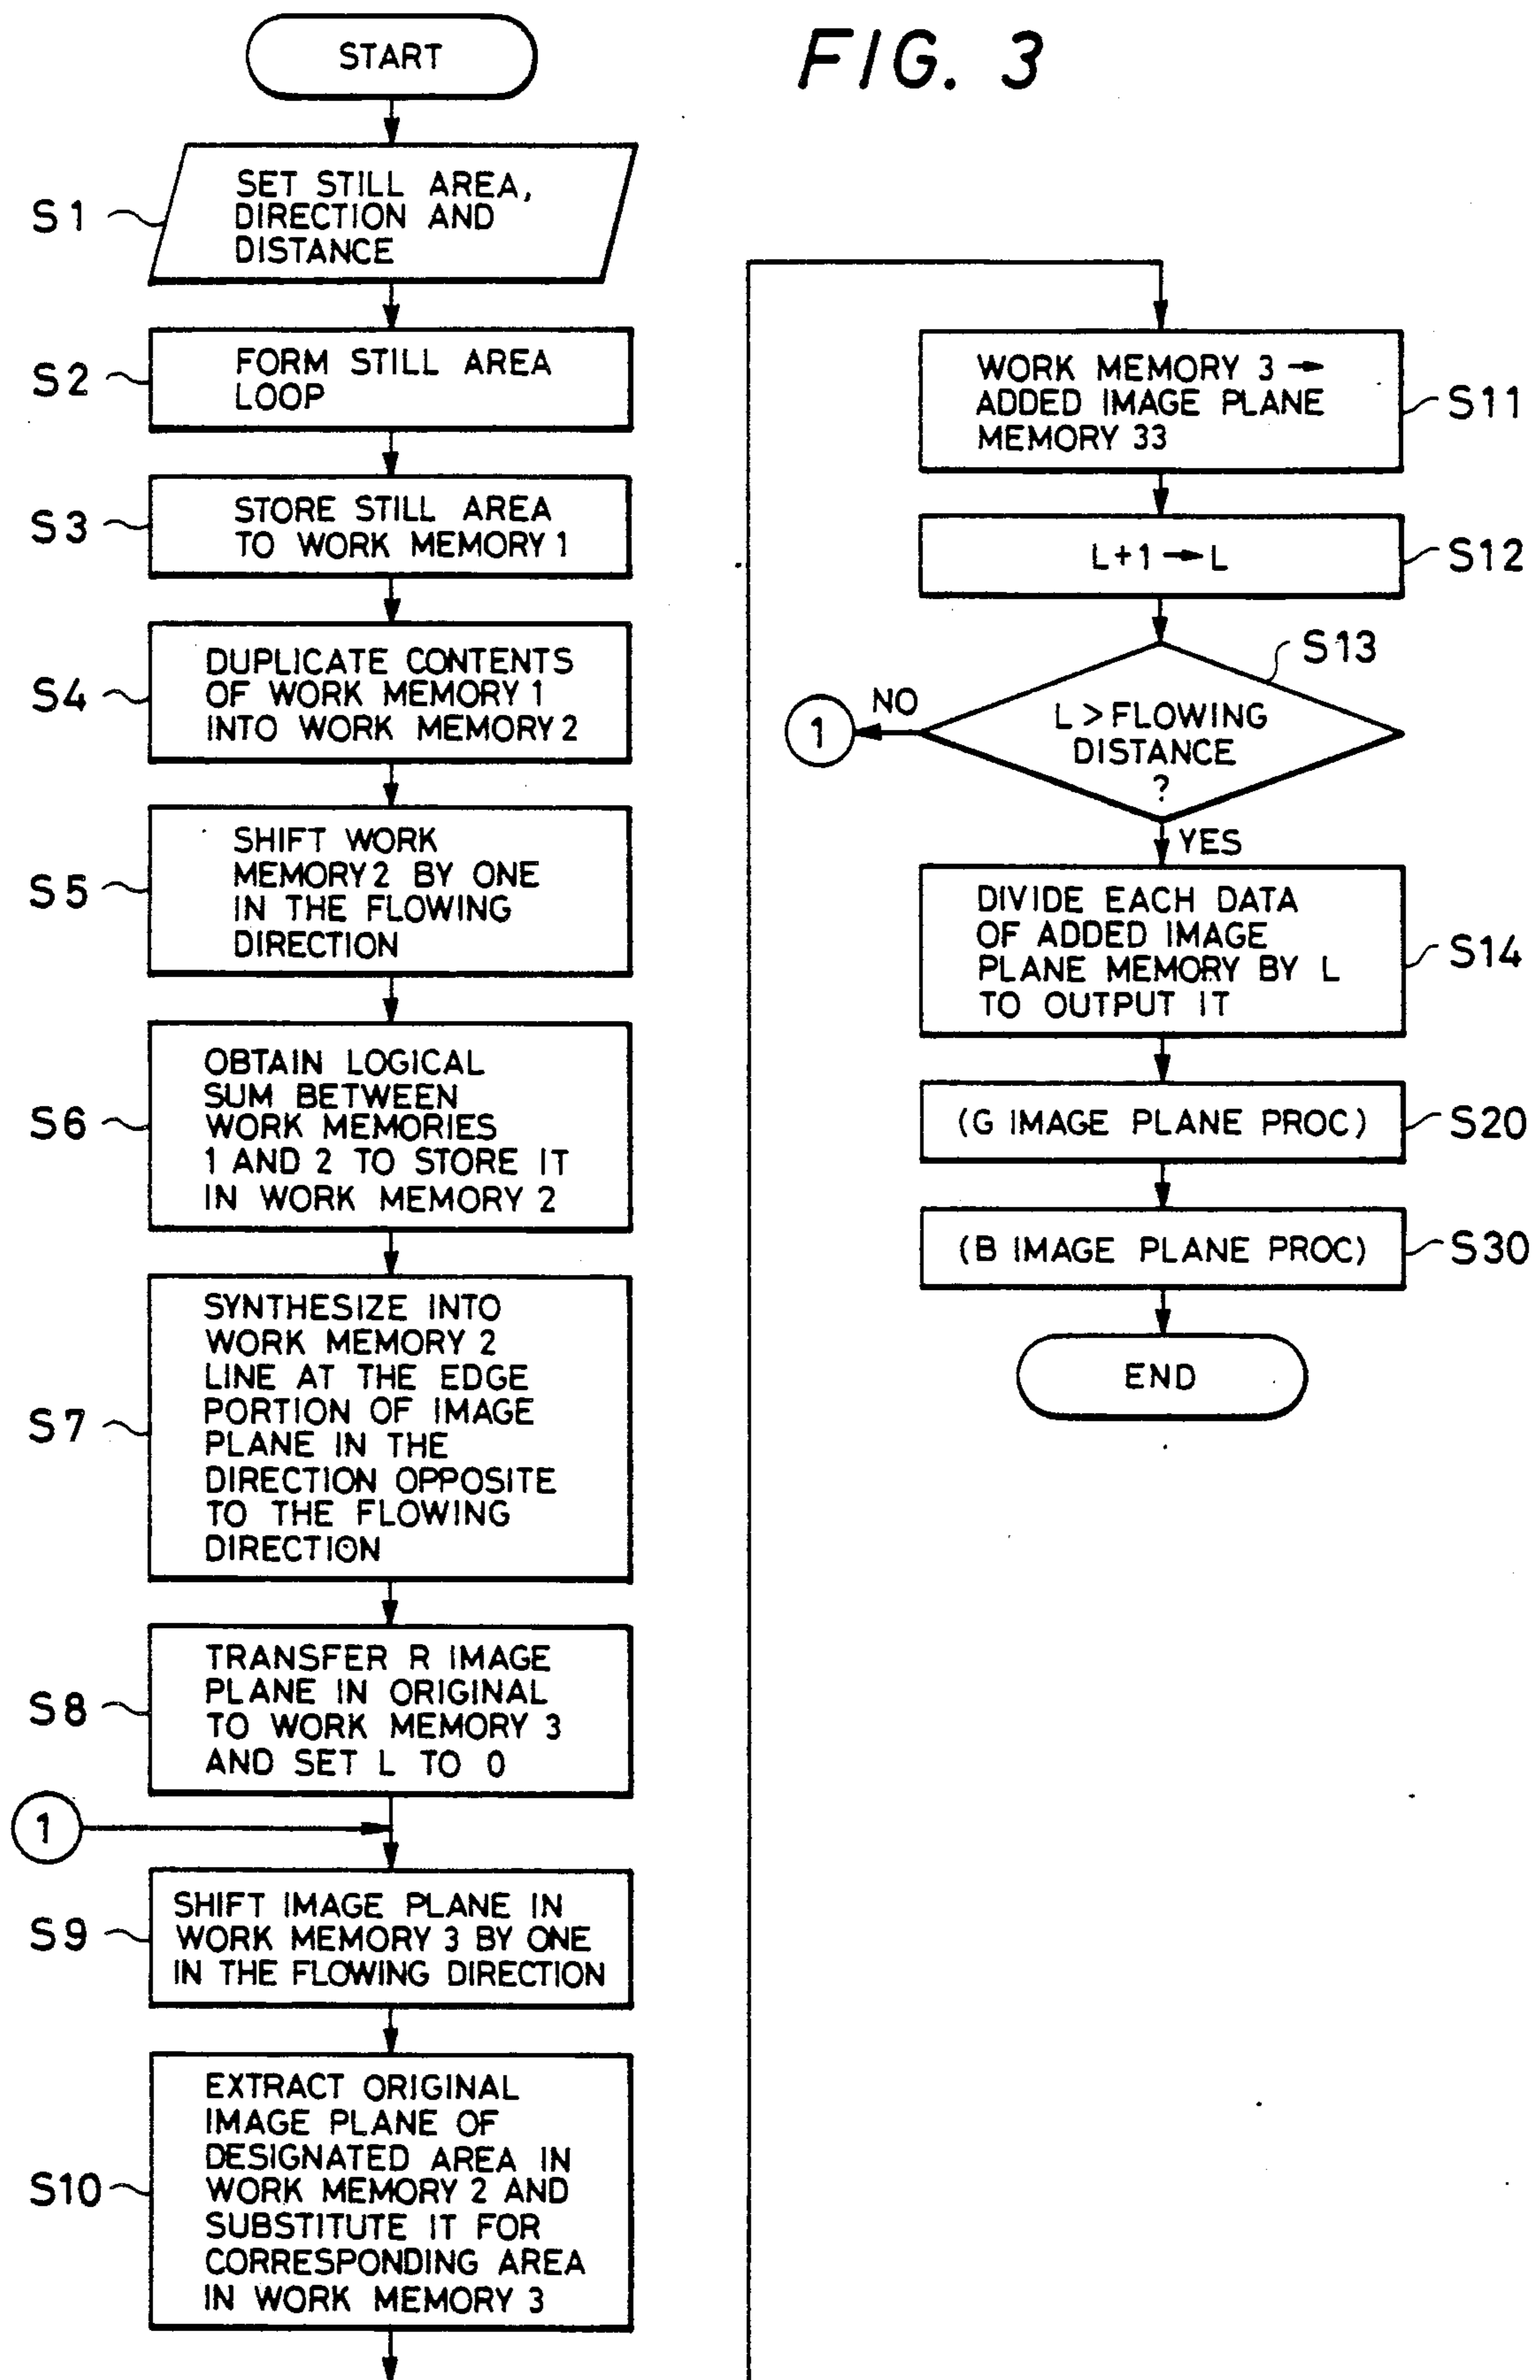 FIG. 3
START
S1
SET STILL AREA,
DIRECTION AND
DISTANCE
S2
FORM STILL AREA
LOOP
S3
STORE STILL AREA
TO WORK MEMORY 1
S4
DUPLICATE CONTENTS
OF WORK MEMORY 1
INTO WORK MEMORY 2
S5
SHIFT WORK
MEMORY 2 BY ONE
IN THE FLOWING
DIRECTION
S6
OBTAIN LOGICAL
SUM BETWEEN
WORK MEMORIES
1 AND 2 TO STORE IT
IN WORK MEMORY 2
S7
SYNTHESIZE INTO
WORK MEMORY 2
LINE AT THE EDGE
PORTION OF IMAGE
PLANE IN THE
DIRECTION OPPOSITE
TO THE FLOWING
DIRECTION
S8
TRANSFER R IMAGE
PLANE IN ORIGINAL
TO WORK MEMORY 3
AND SET L TO 0
1
S9
SHIFT IMAGE PLANE IN
WORK MEMORY 3 BY ONE
IN THE FLOWING DIRECTION
S10
EXTRACT ORIGINAL
IMAGE PLANE OF
DESIGNATED AREA IN
WORK MEMORY 2 AND
SUBSTITUTE IT FOR
CORRESPONDING AREA
IN WORK MEMORY 3
WORK MEMORY 3 →
ADDED IMAGE PLANE
MEMORY 33
S11
L+1 → L
S12
S13
L > FLOWING
DISTANCE
?
NO
1
YES
DIVIDE EACH DATA
OF ADDED IMAGE
PLANE MEMORY BY L
TO OUTPUT IT
S14
(G IMAGE PLANE PROC)
S20
(B IMAGE PLANE PROC)
S30
END